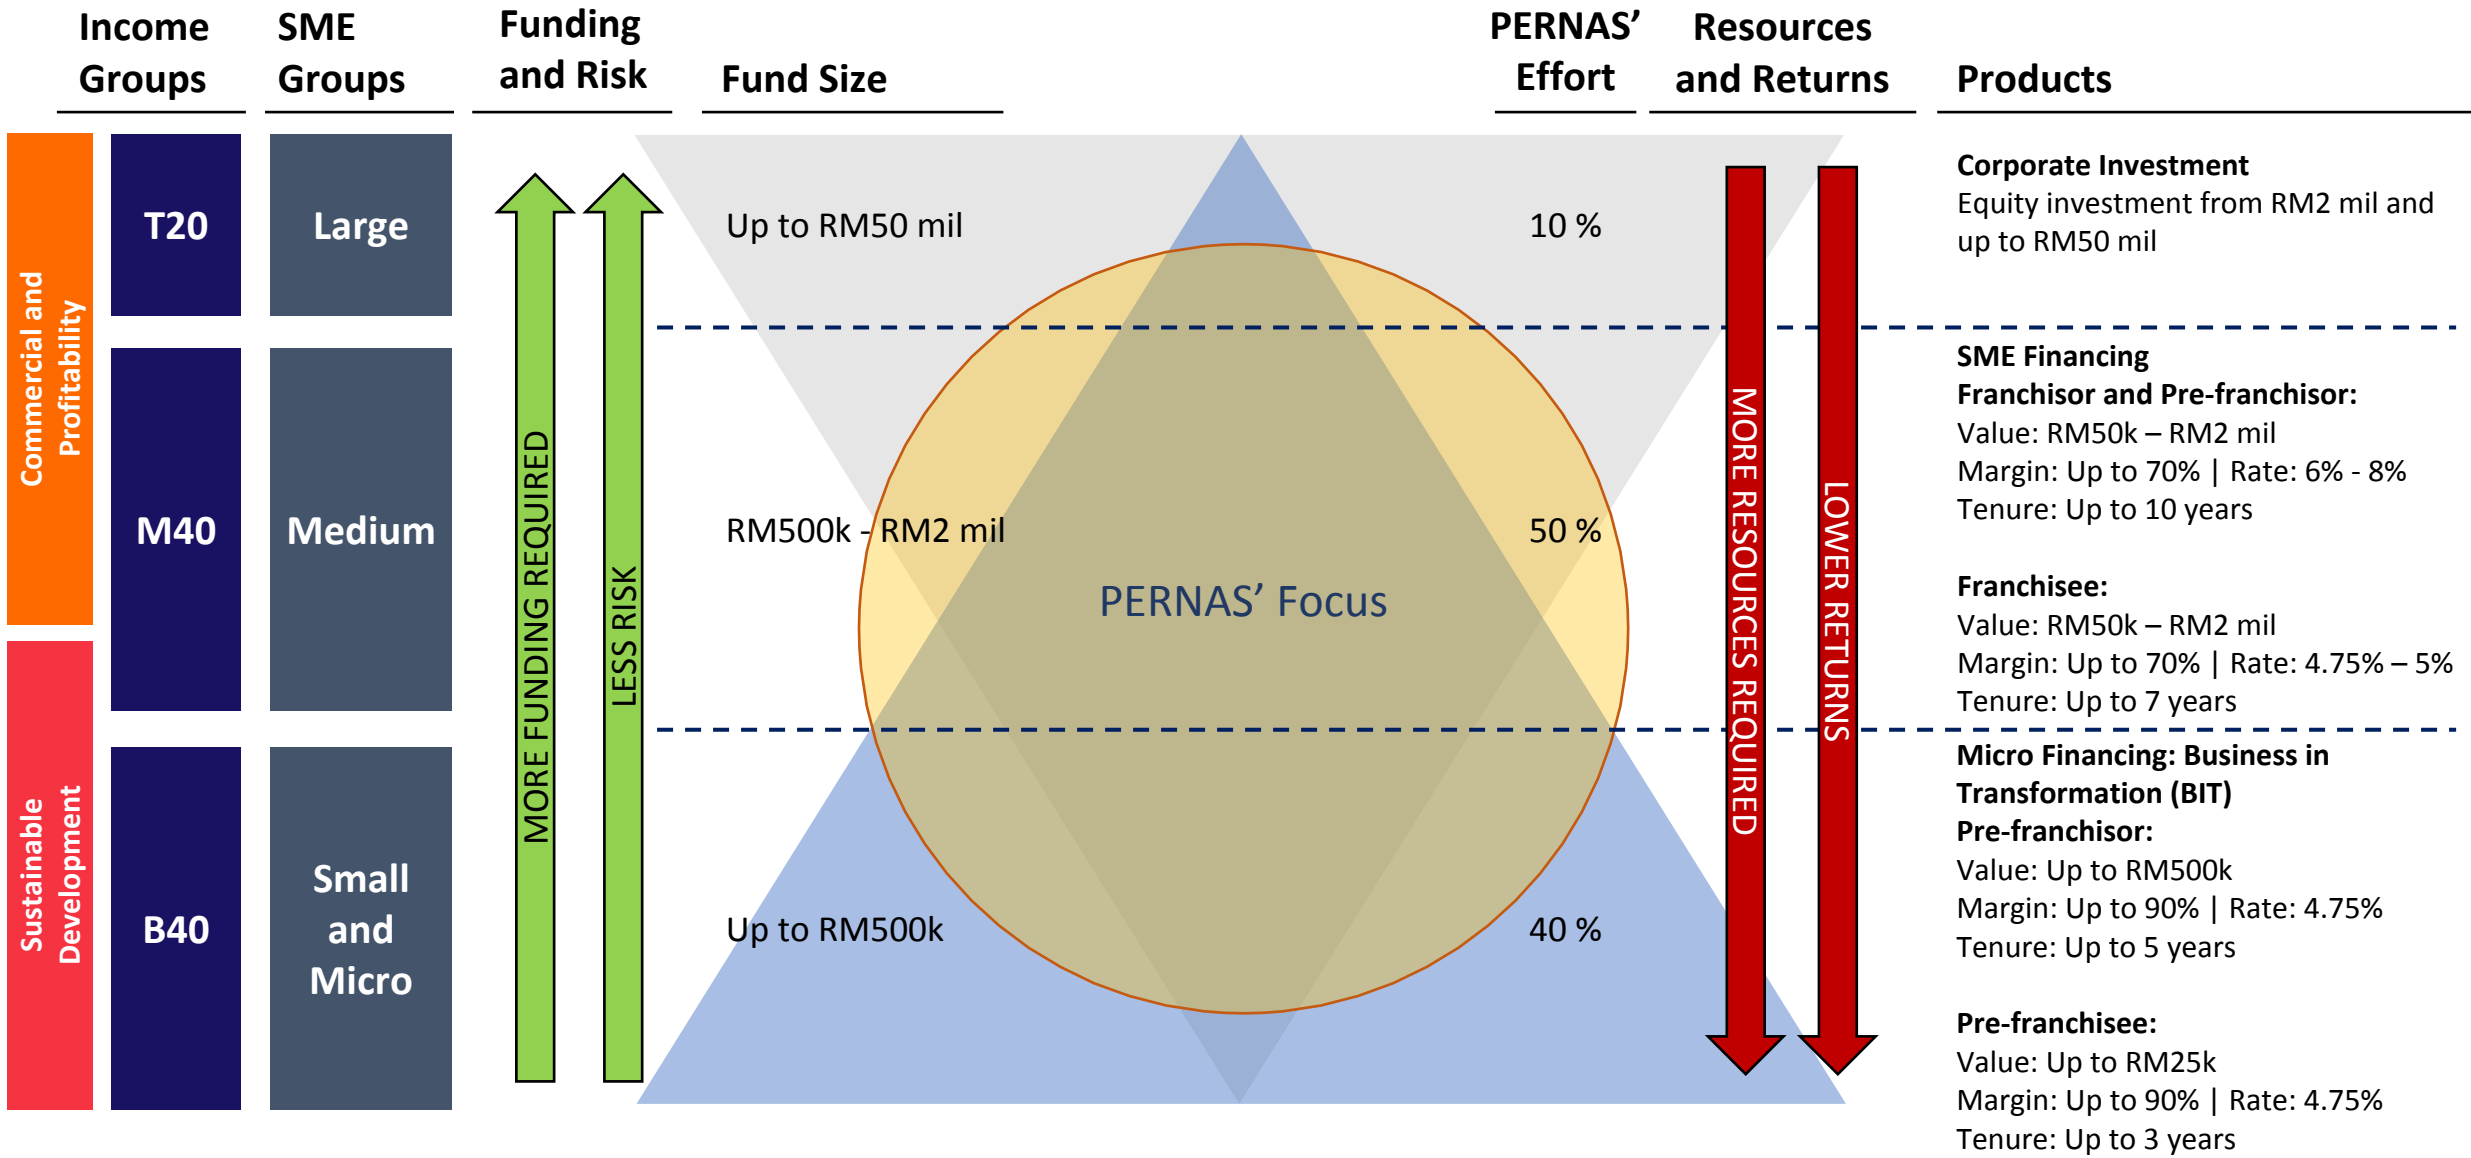 Income
Groups
SME
Groups
Funding
and Risk
Fund Size
PERNAS’
Effort
Resources
and Returns
Products
Commercial and
Profitability
Sustainable
Development
T20
Large
M40
Medium
B40
Small
and
Micro
MORE FUNDING REQUIRED
LESS RISK
Up to RM50 mil
10 %
RM500k - RM2 mil
50 %
PERNAS’ Focus
Up to RM500k
40 %
MORE RESOURCES REQUIRED
LOWER RETURNS
Corporate Investment
Equity investment from RM2 mil and
up to RM50 mil
SME Financing
Franchisor and Pre-franchisor:
Value: RM50k – RM2 mil
Margin: Up to 70% | Rate: 6% - 8%
Tenure: Up to 10 years
Franchisee:
Value: RM50k – RM2 mil
Margin: Up to 70% | Rate: 4.75% – 5%
Tenure: Up to 7 years
Micro Financing: Business in
Transformation (BIT)
Pre-franchisor:
Value: Up to RM500k
Margin: Up to 90% | Rate: 4.75%
Tenure: Up to 5 years
Pre-franchisee:
Value: Up to RM25k
Margin: Up to 90% | Rate: 4.75%
Tenure: Up to 3 years